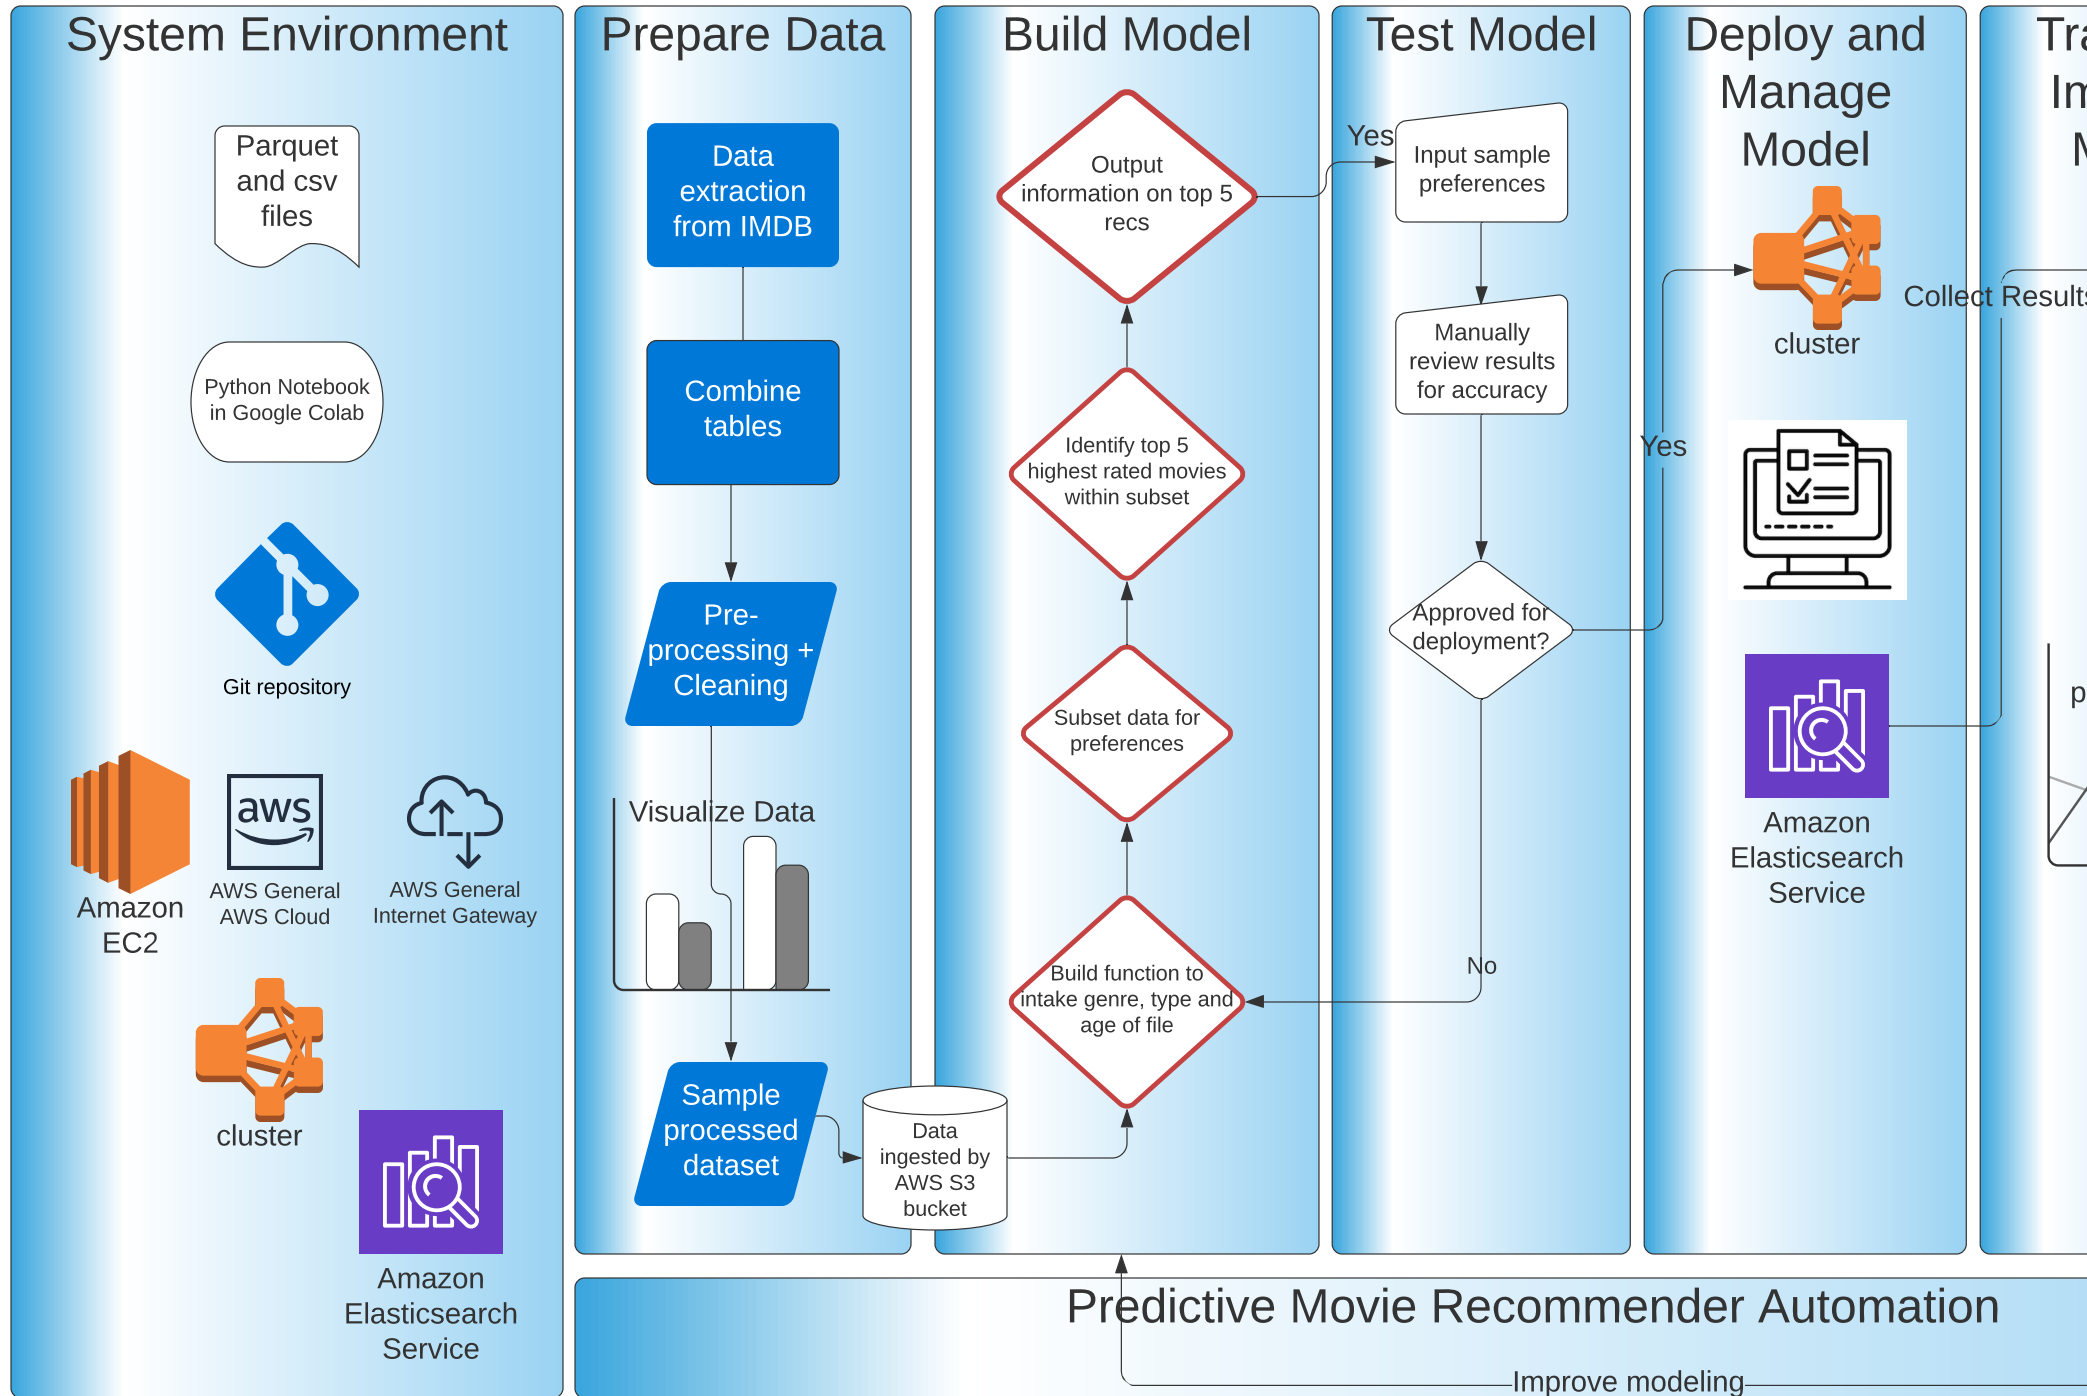 System Environment
Parquet
and csv
files
Python Notebook
in Google Colab
Git repository
Amazon
EC2
aws
AWS General
AWS Cloud
AWS General
Internet Gateway
cluster
Amazon
Elasticsearch
Service
Prepare Data
Data
extraction
from IMDB
Combine
tables
Pre-
processing +
Cleaning
Visualize Data
Sample
processed
dataset
Data
ingested by
AWS S3
bucket
Build Model
Output
information on top 5
recs
Identify top 5
highest rated movies
within subset
Subset data for
preferences
Build function to
intake genre, type and
age of file
Test Model
Yes
Input sample
preferences
Manually
review results
for accuracy
Approved for
deployment?
Yes
No
Deploy and
Manage
Model
cluster
Amazon
Elasticsearch
Service
Collect Results
Predictive Movie Recommender Automation
Improve modeling